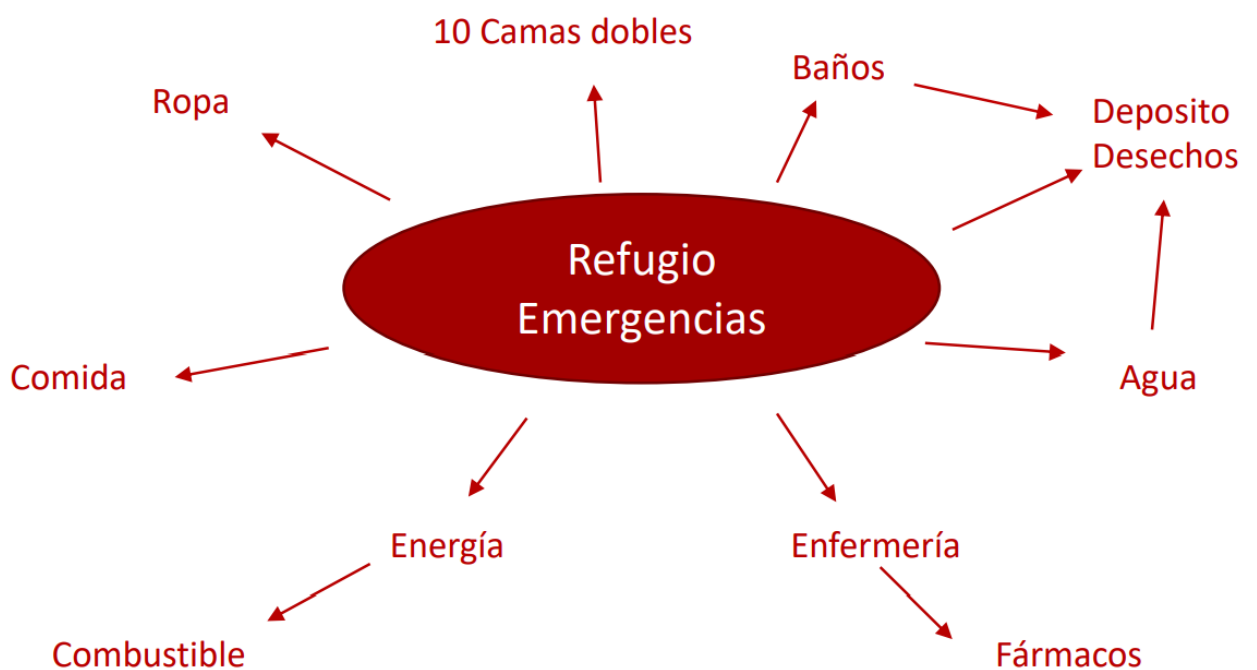 10 Camas dobles
Baños
Ropa
Deposito
Desechos
Refugio
Emergencias
Comida
Agua
Energía
Enfermería
Combustible
Fármacos